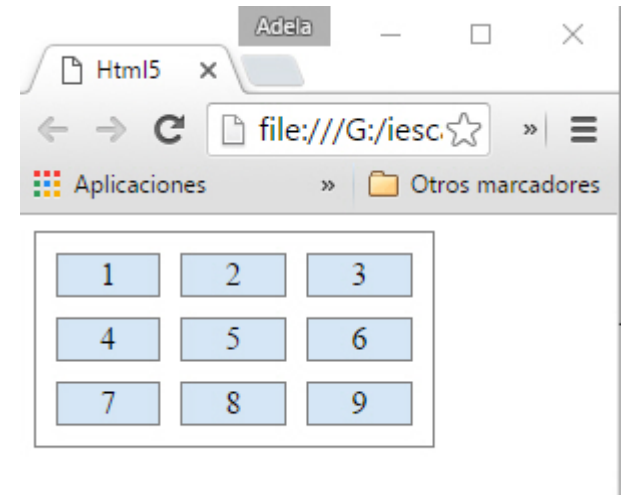 Adela
Html5
file:///G:/iesc
Aplicaciones » Otros marcadores
1 2 3
4 5 6
7 8 9